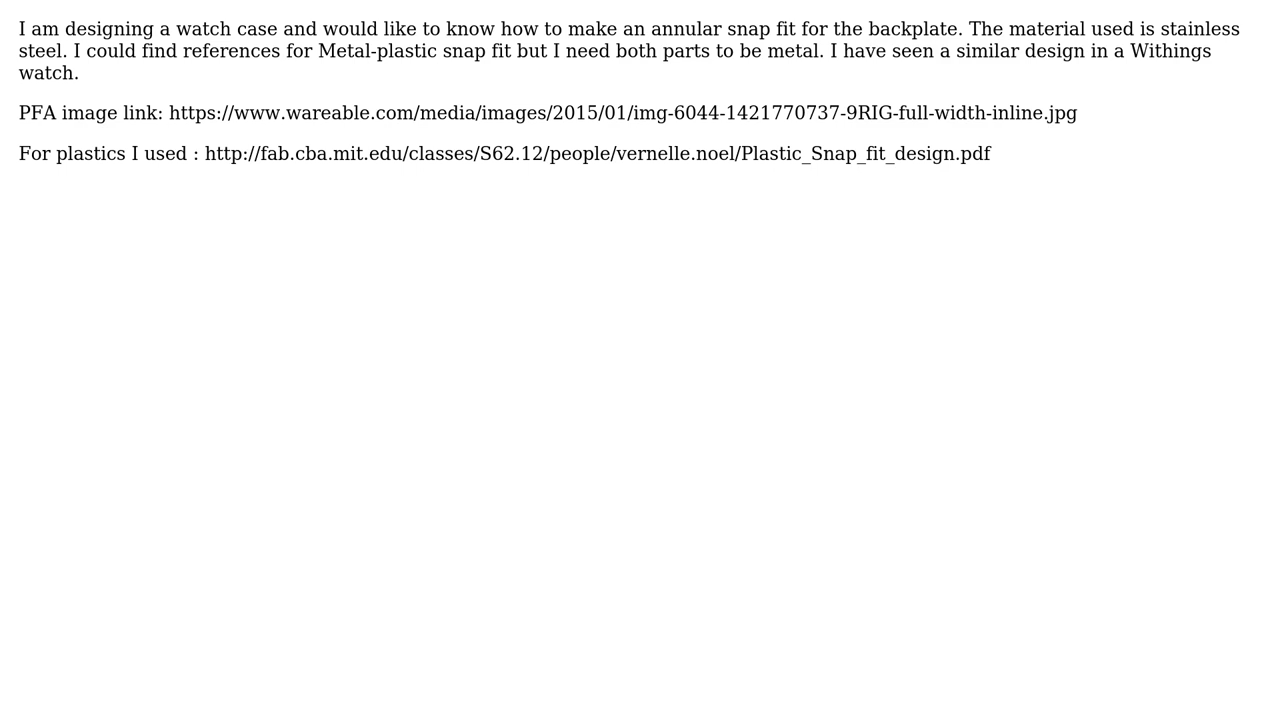 I am designing a watch case and would like to know how to make an annular snap fit for the backplate. The material used is stainless
steel. I could find references for Metal-plastic snap fit but I need both parts to be metal. I have seen a similar design in a Withings
watch.
PFA image link: https://www.wareable.com/media/images/2015/01/img-6044-1421770737-9RIG-full-width-inline.jpg
For plastics I used : http://fab.cba.mit.edu/classes/S62.12/people/vernelle.noel/Plastic_Snap_fit_design.pdf